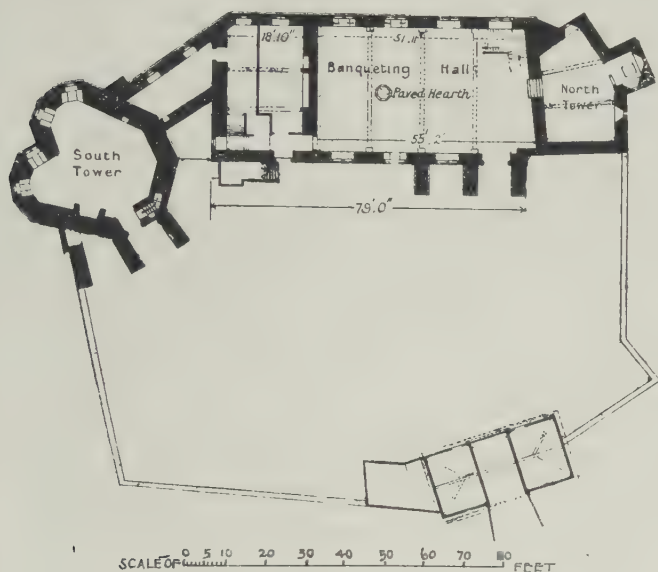 18'.10"
51'.11"
Banqueting Hall
Paved Hearth
North Tower
South Tower
55'.2"
79'.0"
SCALE OF 0 5 10 20 30 40 50 60 70 80 FEET